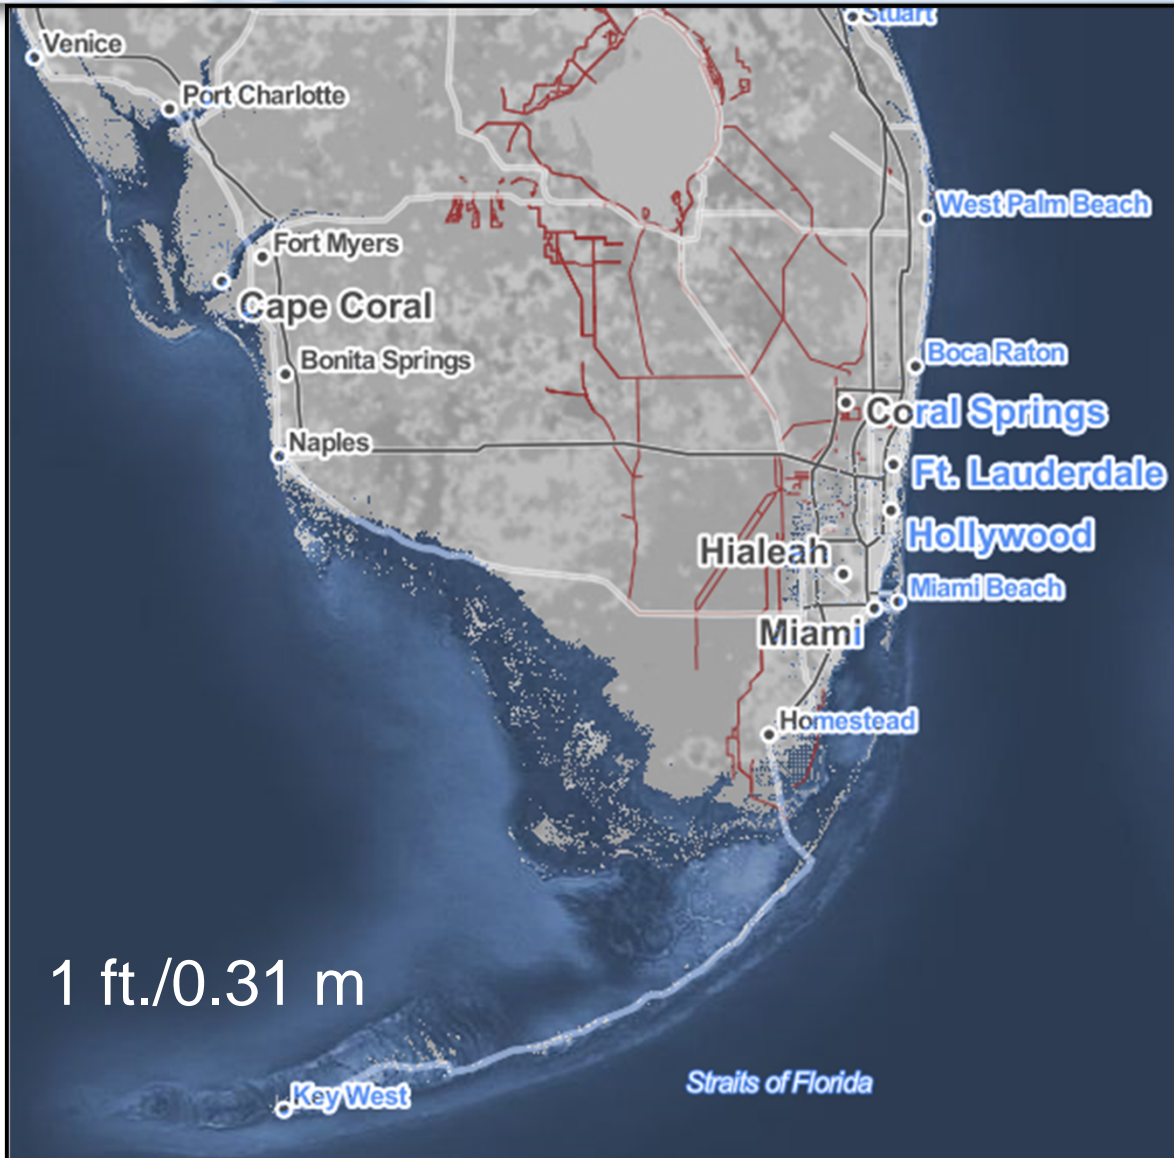 Stuart
Venice
Port Charlotte
West Palm Beach
Fort Myers
Cape Coral
Boca Raton
Bonita Springs
Coral Springs
Naples
Ft. Lauderdale
Hollywood
Hialeah
Miami Beach
Miami
Homestead
1 ft./0.31 m
Straits of Florida
Key West